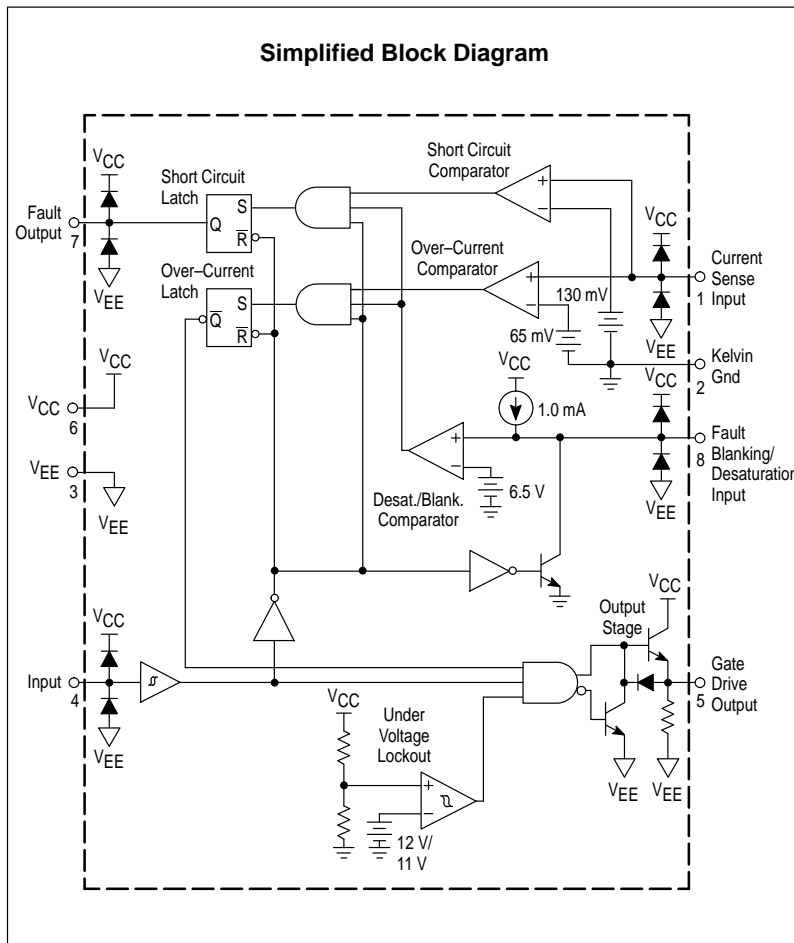 Simplified Block Diagram
VCC
Short Circuit
Latch
Short Circuit
Comparator
S
Q
R
+
–
Fault
Output
7
VEE
Over–Current
Latch
Over–Current
Comparator
S
Q
R
+
–
130 mV
65 mV
VCC
Current
Sense
Input
1
VEE
Kelvin
Gnd
2
VCC
VCC
6
VEE
3
VEE
VCC
1.0 mA
+
–
6.5 V
Desat./Blank.
Comparator
VCC
Fault
Blanking/
Desaturation
Input
8
VEE
VCC
Input
4
VEE
VCC
Under
Voltage
Lockout
+
–
12 V/
11 V
Output
Stage
VCC
Gate
Drive
Output
5
VEE
VEE